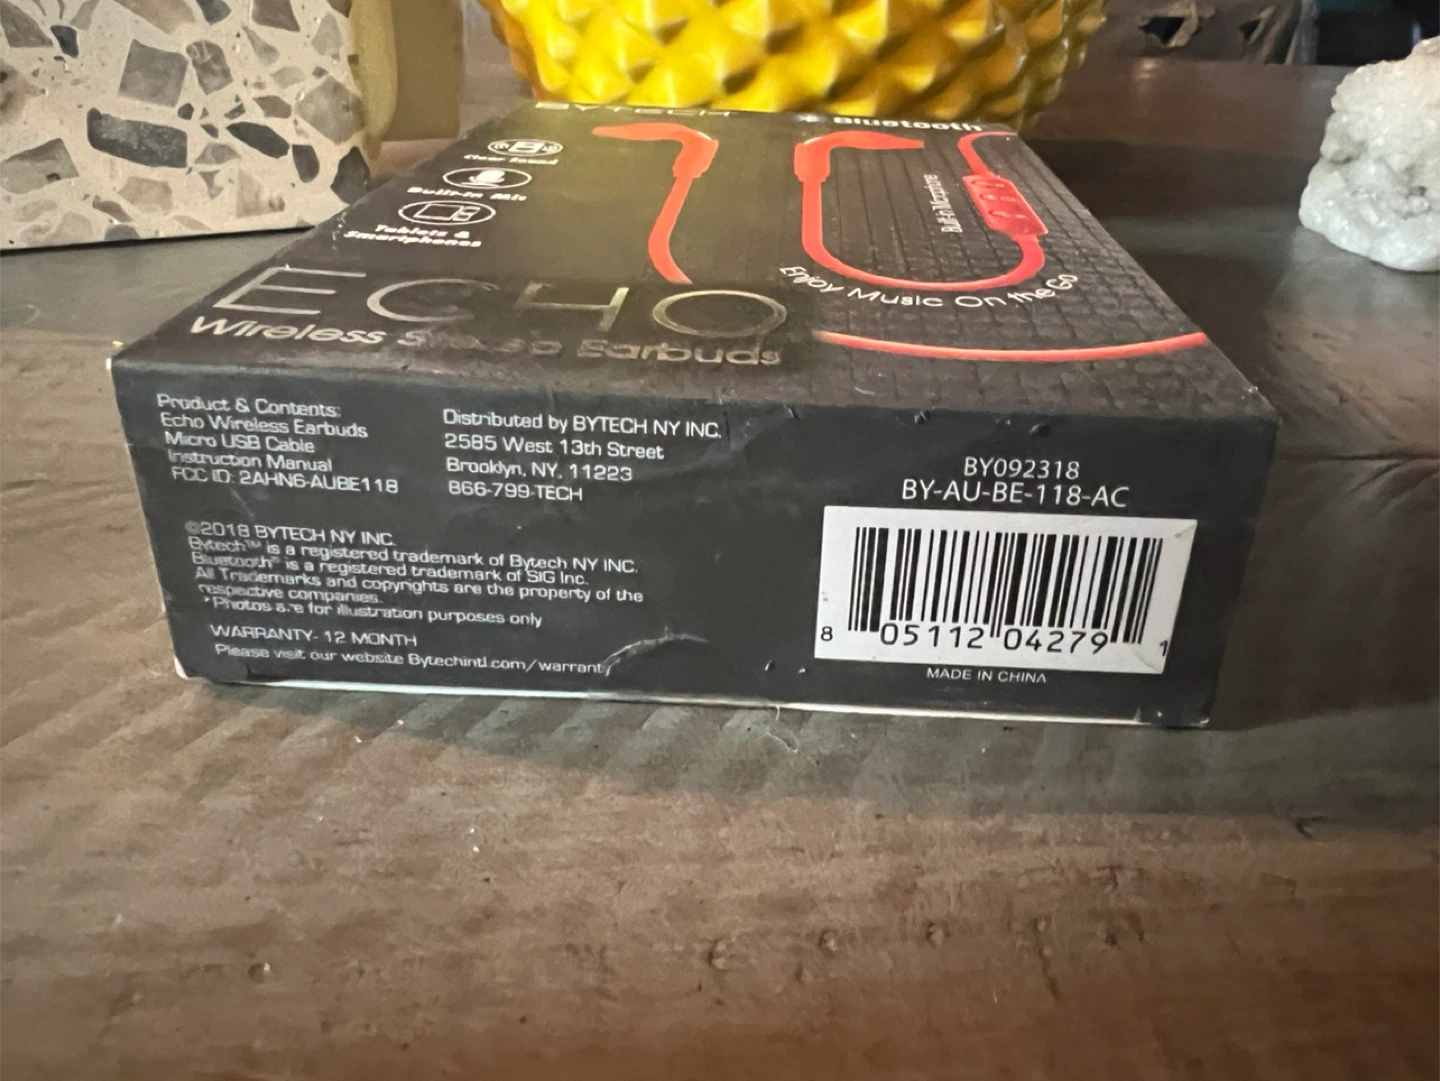 BYTECH
Bluetooth
Clear Sound
Built-in Mic
Tablets &
Smartphones
Built-in Microphone
Enjoy Music On the Go
ECHO
Wireless Stereo Earbuds
Product & Contents:
Echo Wireless Earbuds
Micro USB Cable
Instruction Manual
FCC ID: 2AHN6-AUBE118
Distributed by BYTECH NY INC.
2585 West 13th Street
Brooklyn, NY, 11223
866-799-TECH
©2018 BYTECH NY INC.
Bytech™ is a registered trademark of Bytech NY INC.
Bluetooth® is a registered trademark of SIG Inc.
All Trademarks and copyrights are the property of the
respective companies.
*Photos are for illustration purposes only
WARRANTY- 12 MONTH
Please visit our website Bytechintl.com/warranty
BY092318
BY-AU-BE-118-AC
8 05112 04279 1
MADE IN CHINA